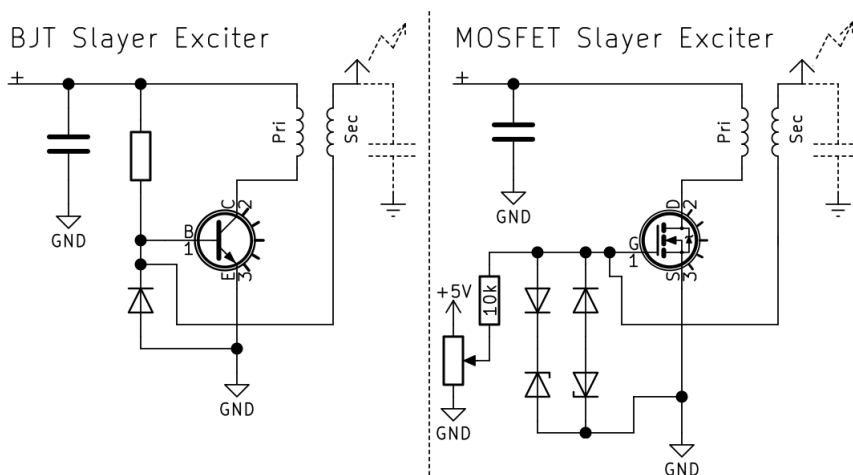 BJT Slayer Exciter
+
Pri
Sec
C
2
B
1
E
3
GND
GND
MOSFET Slayer Exciter
+
Pri
Sec
D
2
G
1
S
3
GND
+5V
10k
GND
GND